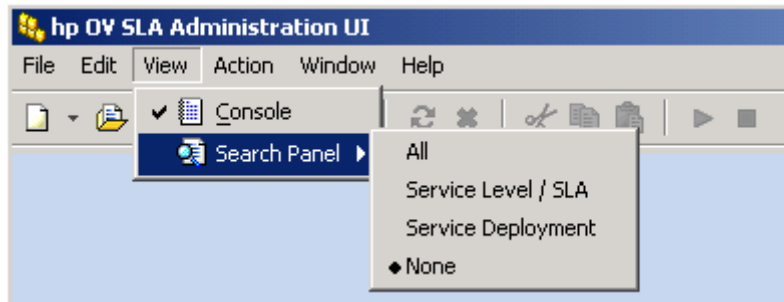 hp OV SLA Administration UI
File Edit View Action Window Help
Console
Search Panel
All
Service Level / SLA
Service Deployment
None